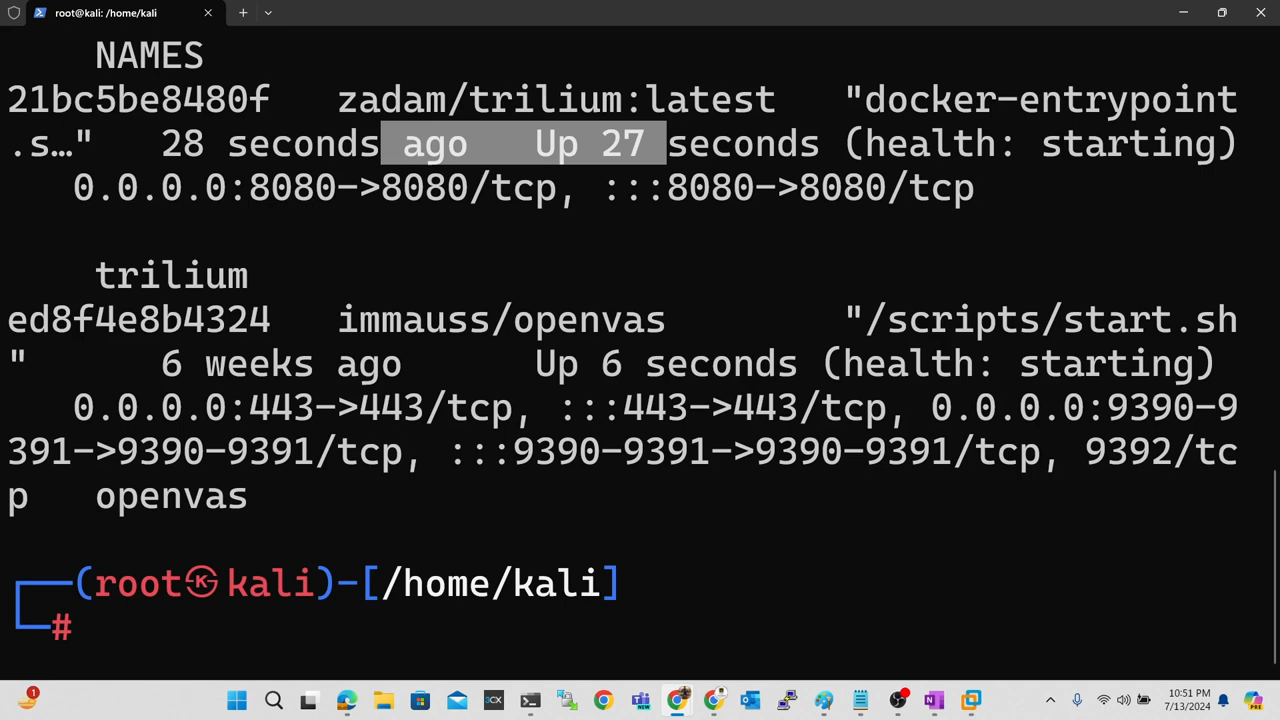 root@kali: /home/kali
NAMES
21bc5be8480f zadam/trilium:latest "docker-entrypoint
.s…" 28 seconds ago Up 27 seconds (health: starting)
0.0.0.0:8080->8080/tcp, :::8080->8080/tcp
trilium
ed8f4e8b4324 immauss/openvas "/scripts/start.sh
" 6 weeks ago Up 6 seconds (health: starting)
0.0.0.0:443->443/tcp, :::443->443/tcp, 0.0.0.0:9390-9
391->9390-9391/tcp, :::9390-9391->9390-9391/tcp, 9392/tc
p openvas
┌──(root㉿kali)-[/home/kali]
└─#
1
3CX
NEW
10:51 PM
7/13/2024
PRE